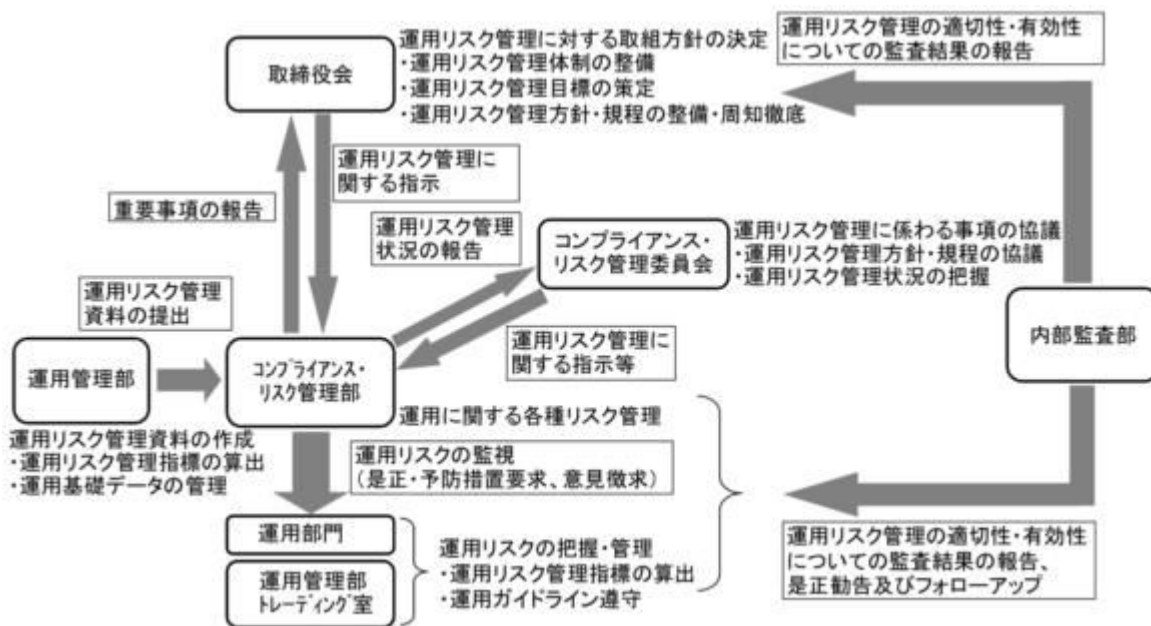 取締役会
運用リスク管理に対する取組方針の決定
・運用リスク管理体制の整備
・運用リスク管理目標の策定
・運用リスク管理方針・規程の整備・周知徹底
運用リスク管理の適切性・有効性
についての監査結果の報告
運用リスク管理に
関する指示
重要事項の報告
運用リスク管理
状況の報告
コンプライアンス・
リスク管理委員会
運用リスク管理に係わる事項の協議
・運用リスク管理方針・規程の協議
・運用リスク管理状況の把握
運用リスク管理
資料の提出
運用リスク管理に
関する指示等
内部監査部
運用管理部
コンプライアンス・
リスク管理部
運用に関する各種リスク管理
運用リスク管理資料の作成
・運用リスク管理指標の算出
・運用基礎データの管理
運用リスクの監視
（是正・予防措置要求、意見徴求）
運用部門
運用管理部
トレーディング室
運用リスクの把握・管理
・運用リスク管理指標の算出
・運用ガイドライン遵守
運用リスク管理の適切性・有効性
についての監査結果の報告、
是正勧告及びフォローアップ